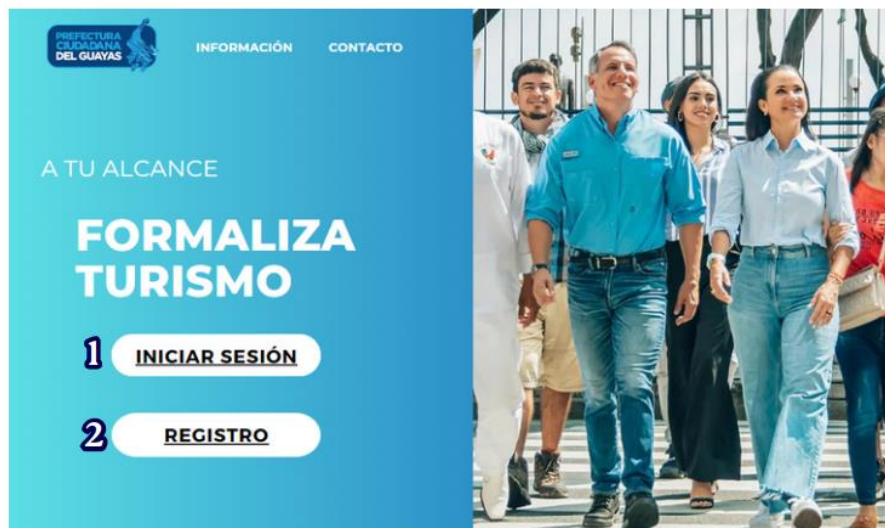 PREFECTURA
CIUDADANA
DEL GUAYAS
INFORMACIÓN
CONTACTO
A TU ALCANCE
FORMALIZA
TURISMO
1 INICIAR SESIÓN
2 REGISTRO